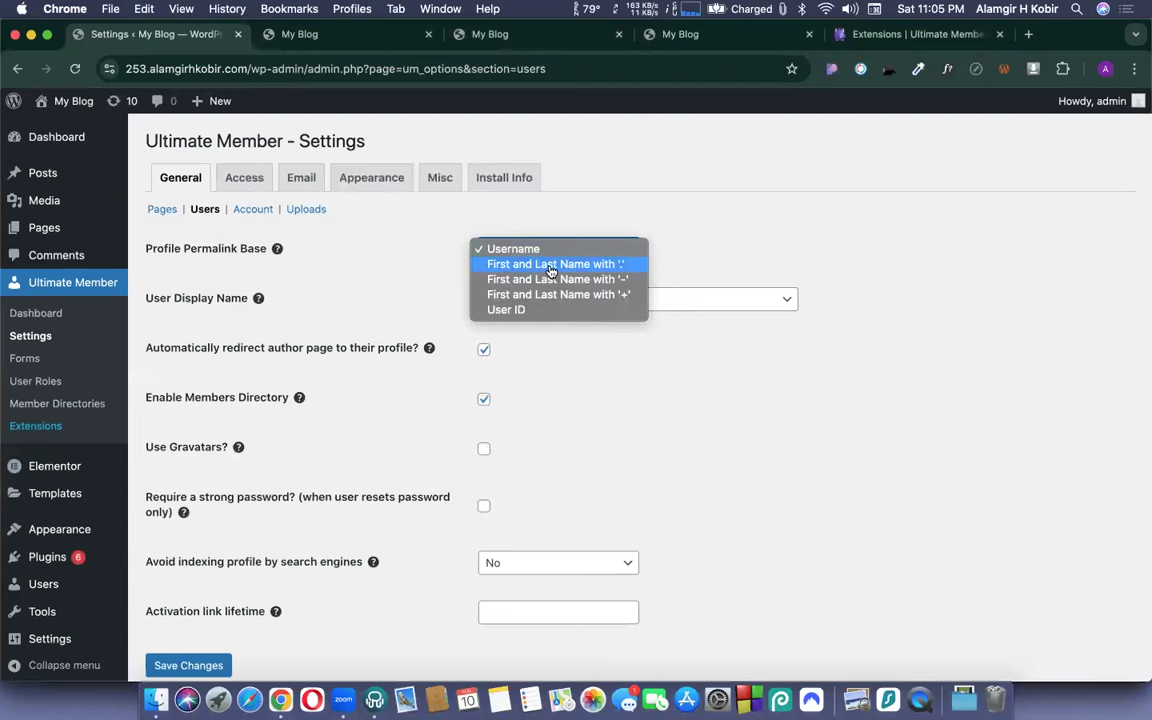 Chrome File Edit View History Bookmarks Profiles Tab Window Help 79° 163 KB/s 11 KB/s Charged Sat 11:05 PM Alamgir H Kobir
Settings ‹ My Blog — WordPr My Blog My Blog My Blog Extensions | Ultimate Membe
253.alamgirhkobir.com/wp-admin/admin.php?page=um_options&section=users
My Blog 10 0 New Howdy, admin
Dashboard
Posts
Media
Pages
Comments
Ultimate Member
Dashboard
Settings
Forms
User Roles
Member Directories
Extensions
Elementor
Templates
Appearance
Plugins 6
Users
Tools
Settings
Collapse menu
Ultimate Member - Settings
General Access Email Appearance Misc Install Info
Pages | Users | Account | Uploads
Profile Permalink Base
Username
First and Last Name with '.'
First and Last Name with '-'
First and Last Name with '+'
User ID
User Display Name
Automatically redirect author page to their profile?
Enable Members Directory
Use Gravatars?
Require a strong password? (when user resets password
only)
Avoid indexing profile by search engines
No
Activation link lifetime
Save Changes